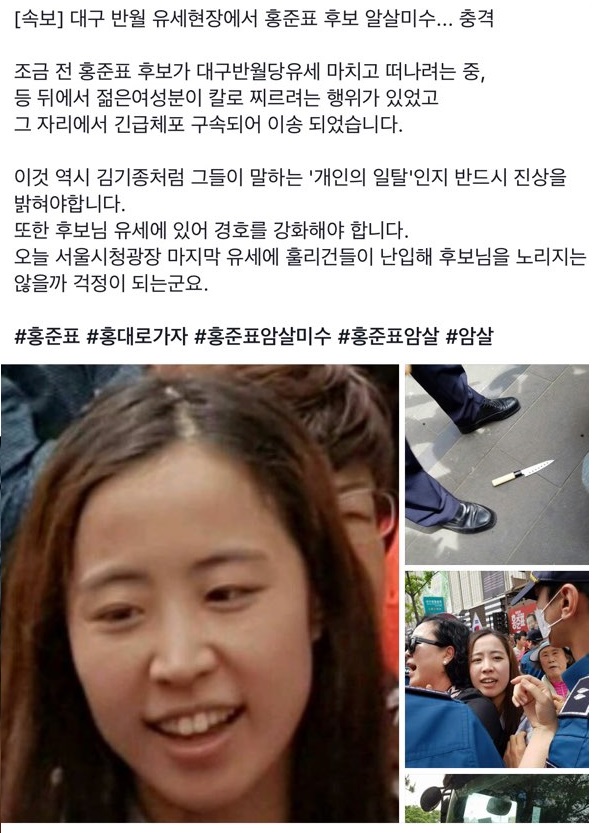 [속보] 대구 반월 유세현장에서 홍준표 후보 암살미수... 충격
조금 전 홍준표 후보가 대구반월당유세 마치고 떠나려는 중,
등 뒤에서 젊은여성분이 칼로 찌르려는 행위가 있었고
그 자리에서 긴급체포 구속되어 이송 되었습니다.
이것 역시 김기종처럼 그들이 말하는 '개인의 일탈'인지 반드시 진상을
밝혀야합니다.
또한 후보님 유세에 있어 경호를 강화해야 합니다.
오늘 서울시청광장 마지막 유세에 훌리건들이 난입해 후보님을 노리지는
않을까 걱정이 되는군요.
#홍준표 #홍대로가자 #홍준표암살미수 #홍준표암살 #암살